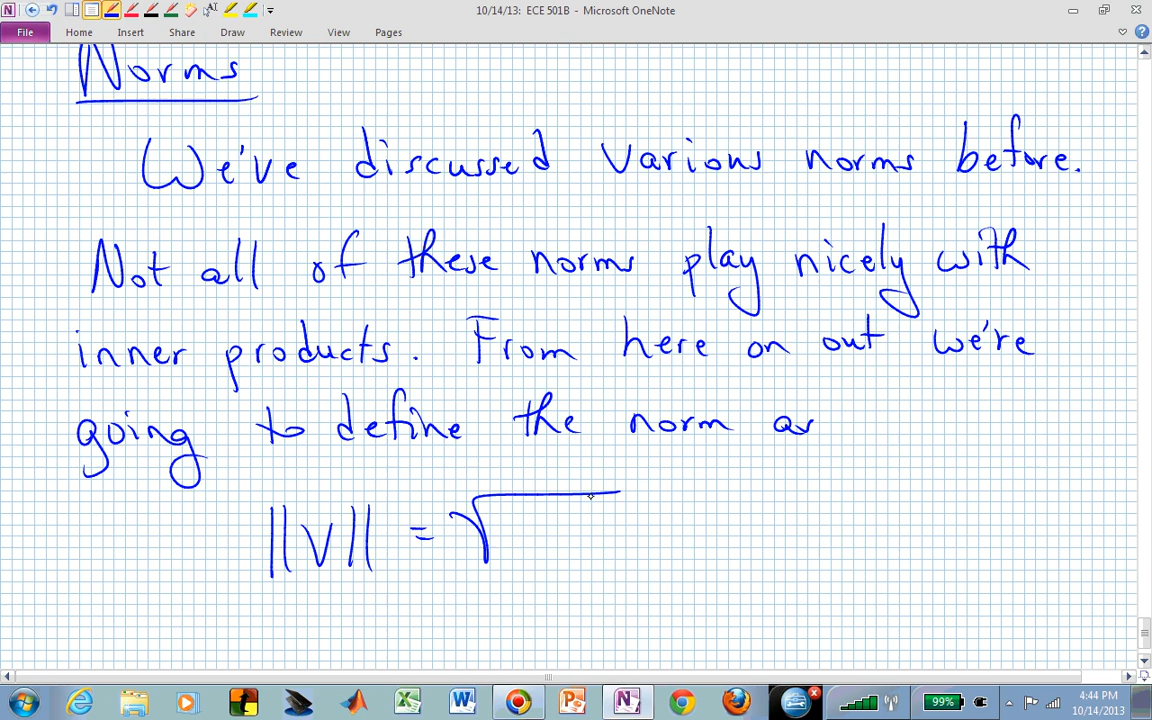 10/14/13: ECE 501B - Microsoft OneNote
File Home Insert Share Draw Review View Pages
Norms
We've discussed various norms before.
Not all of these norms play nicely with
inner products. From here on out we're
going to define the norm as
||v|| = √
99%
4:44 PM
10/14/2013